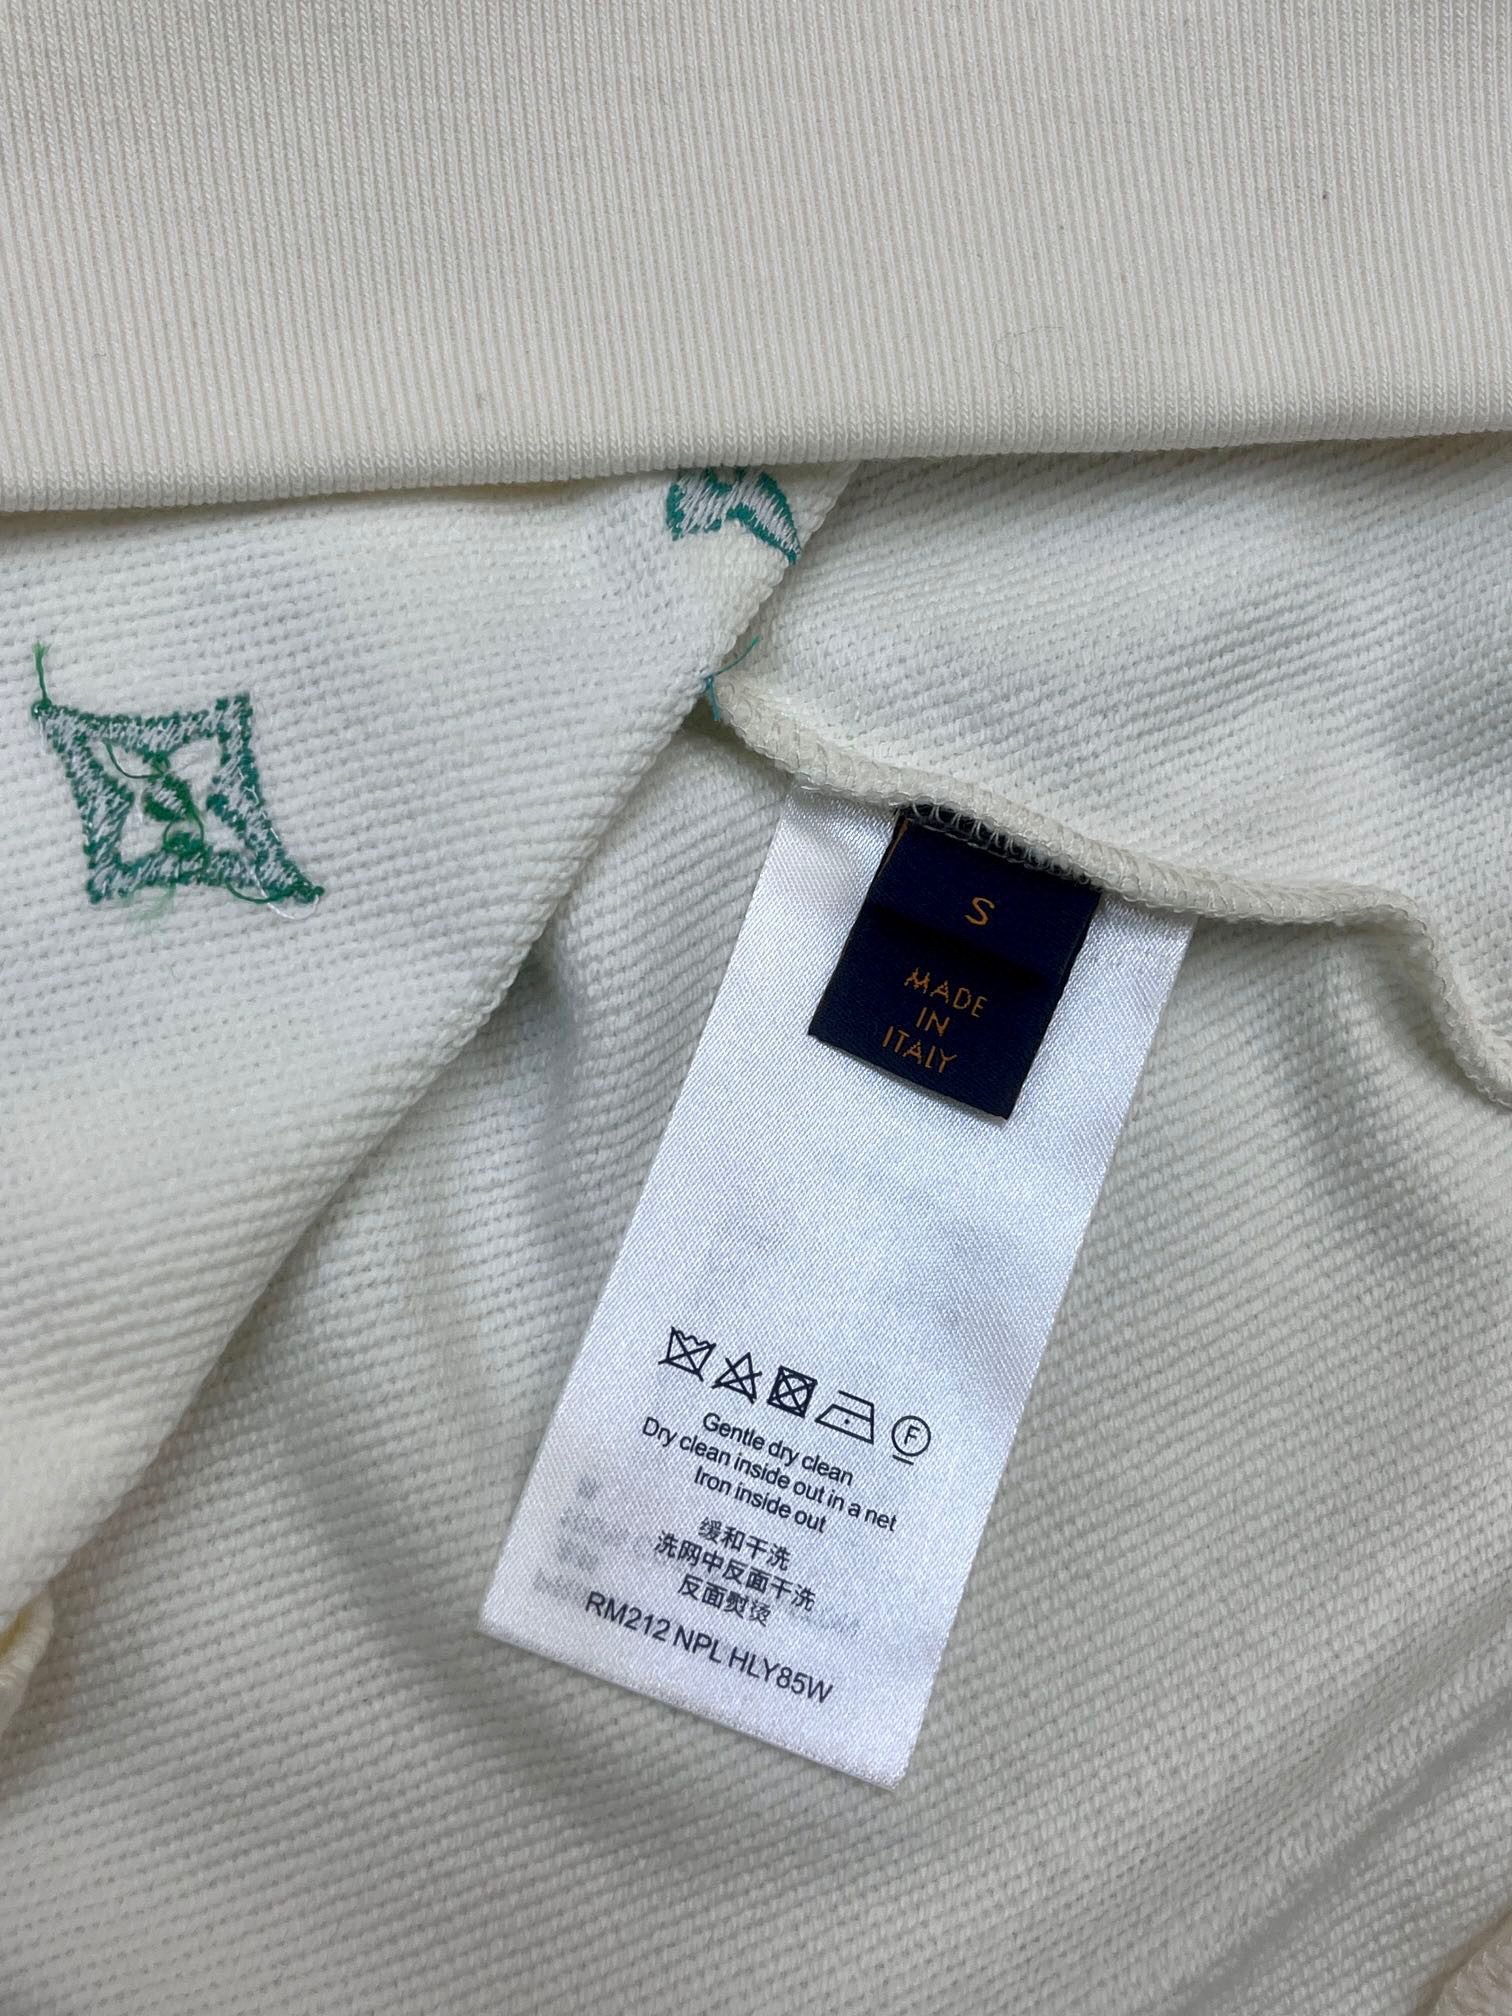 S
MADE
IN
ITALY
F
Gentle dry clean
Dry clean inside out in a net
Iron inside out
缓和干洗
洗网中反面干洗
反面熨烫
RM212 NPL HLY85W